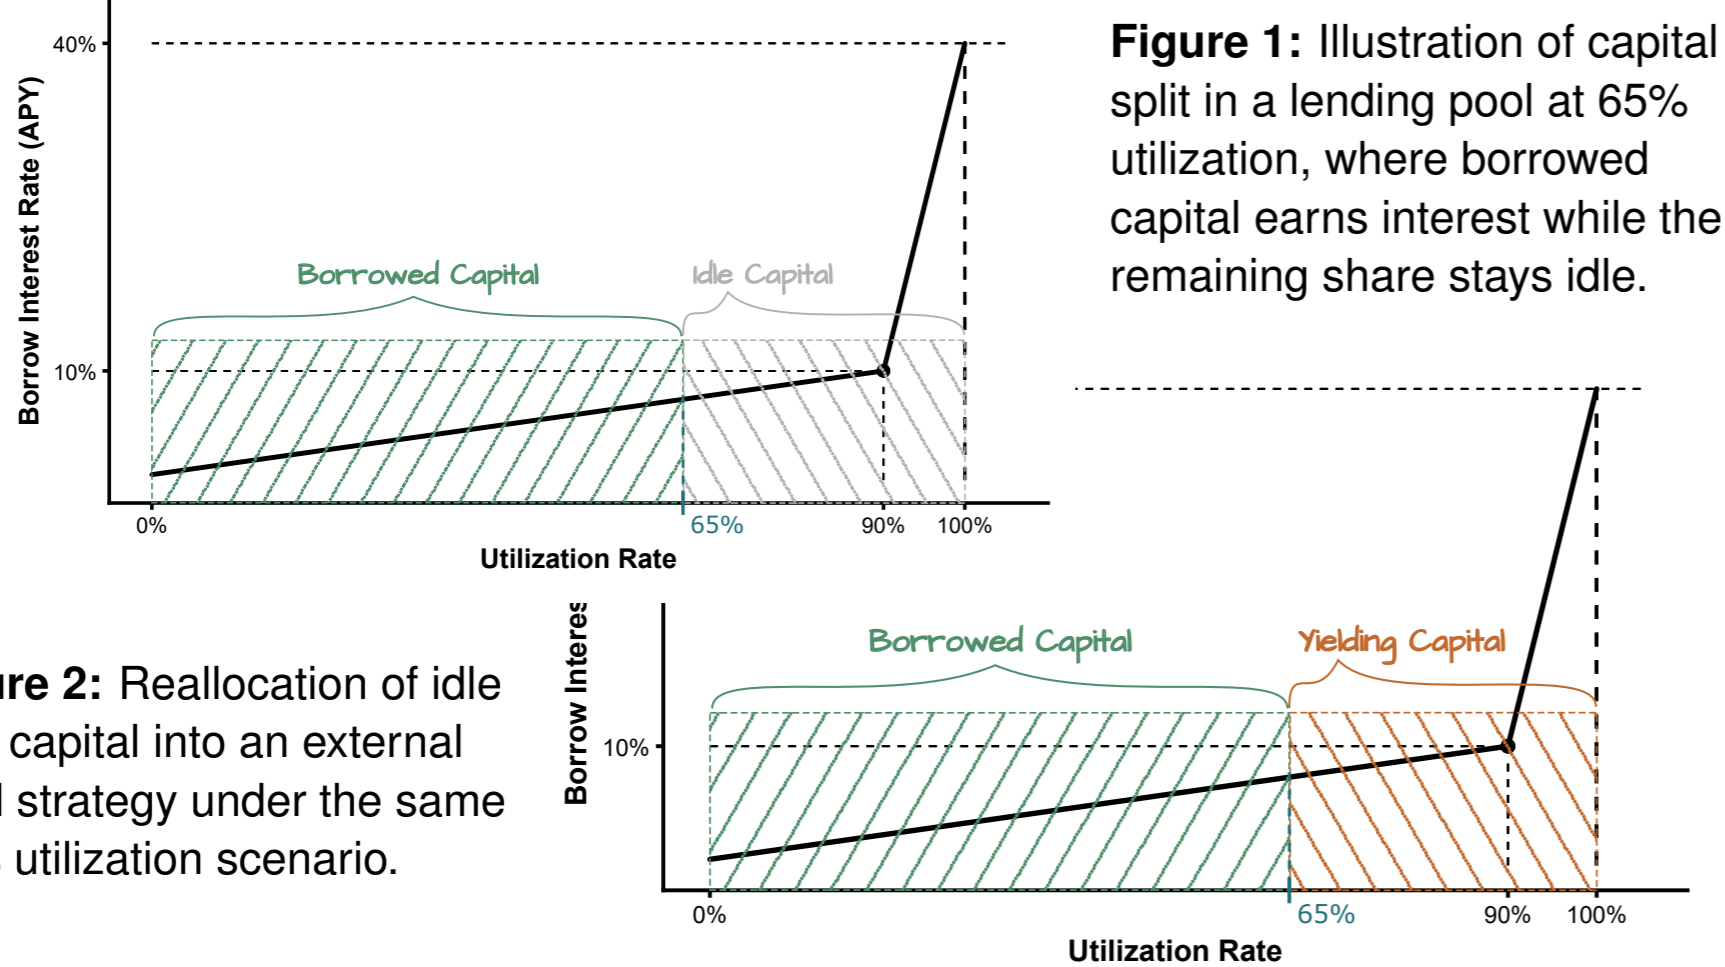 40%
Borrow Interest Rate (APY)
Borrowed Capital
Idle Capital
10%
0%
65%
90%
100%
Utilization Rate
Figure 1: Illustration of capital
split in a lending pool at 65%
utilization, where borrowed
capital earns interest while the
remaining share stays idle.
2: Reallocation of idle
capital into an external
strategy under the same
utilization scenario.
Borrow
Borrowed Capital
Yielding Capital
10%
0%
65%
90%
100%
Utilization Rate